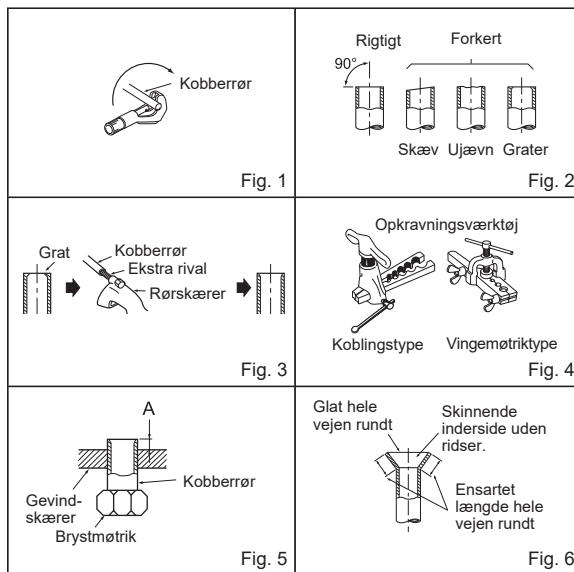 Kobberrør
Fig. 1
Rigtigt
Forkert
90°
Skæv Ujævn Grater
Fig. 2
Grat
Kobberrør
Ekstra rival
Rørskærer
Fig. 3
Opkravningsværktøj
Koblingstype
Vingemøtriktype
Fig. 4
A
Kobberrør
Gevind-
skærer
Brystmøtrik
Fig. 5
Glat hele
vejen rundt
Skinnende
inderside uden
ridser.
Ensartet
længde hele
vejen rundt
Fig. 6